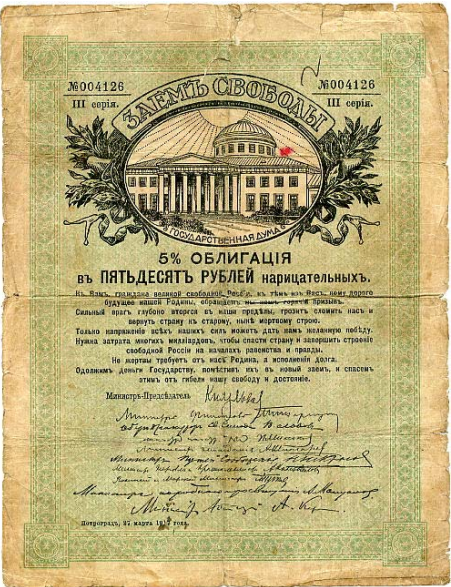 №004126 №004126
III серія. III серія.
ЗАЕМЪ СВОБОДЫ
ГОСУДАРСТВЕННАЯ ДУМА
5% ОБЛИГАЦІЯ
въ ПЯТЬДЕСЯТЪ РУБЛЕЙ нарицательныхъ.
Къ Вамъ, граждане великой свободной Россіи, къ тѣмъ изъ Васъ, кому дорого
будущее нашей Родины, обращаемъ мы нашъ горячій призывъ.
Сильный врагъ глубоко вторгся въ наши предѣлы, грозитъ сломить насъ и
вернуть страну къ старому, нынѣ мертвому строю.
Только напряженіе всѣхъ нашихъ силъ можетъ дать намъ желанную побѣду.
Нужна затрата многихъ милліардовъ, чтобы спасти страну и завершить строеніе
свободной Россіи на началахъ равенства и правды.
Не жертвы требуетъ отъ насъ Родина, а исполненія долга.
Одолжимъ деньги Государству, помѣстивъ ихъ въ новый заемъ, и спасемъ
этимъ отъ гибели нашу свободу и достояніе.
Министръ-Предсѣдатель
Министръ
Петроградъ, 27 марта 1917 года.